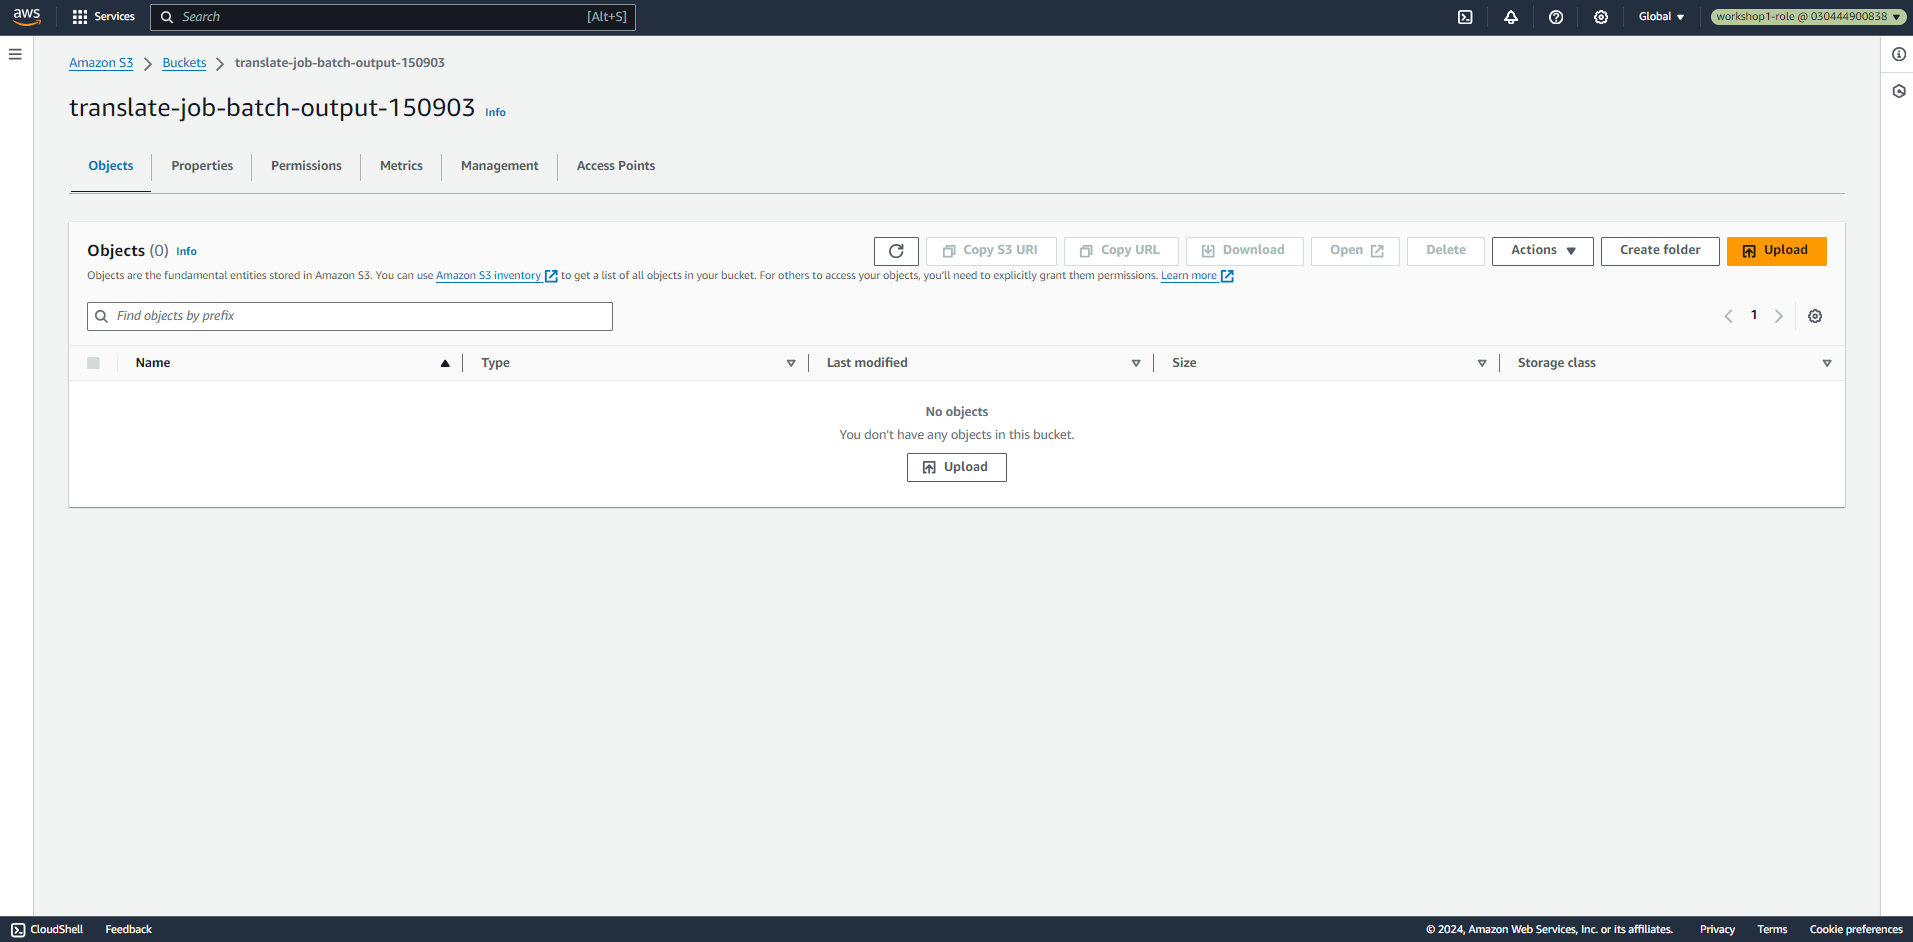 aws Services Search [Alt+S] Global workshop1-role @ 030444900838
Amazon S3 Buckets translate-job-batch-output-150903
translate-job-batch-output-150903 Info
Objects Properties Permissions Metrics Management Access Points
Objects (0) Info Copy S3 URI Copy URL Download Open Delete Actions Create folder Upload
Objects are the fundamental entities stored in Amazon S3. You can use Amazon S3 inventory to get a list of all objects in your bucket. For others to access your objects, you'll need to explicitly grant them permissions. Learn more
Find objects by prefix 1
Name Type Last modified Size Storage class
No objects
You don't have any objects in this bucket.
Upload
CloudShell Feedback © 2024, Amazon Web Services, Inc. or its affiliates. Privacy Terms Cookie preferences